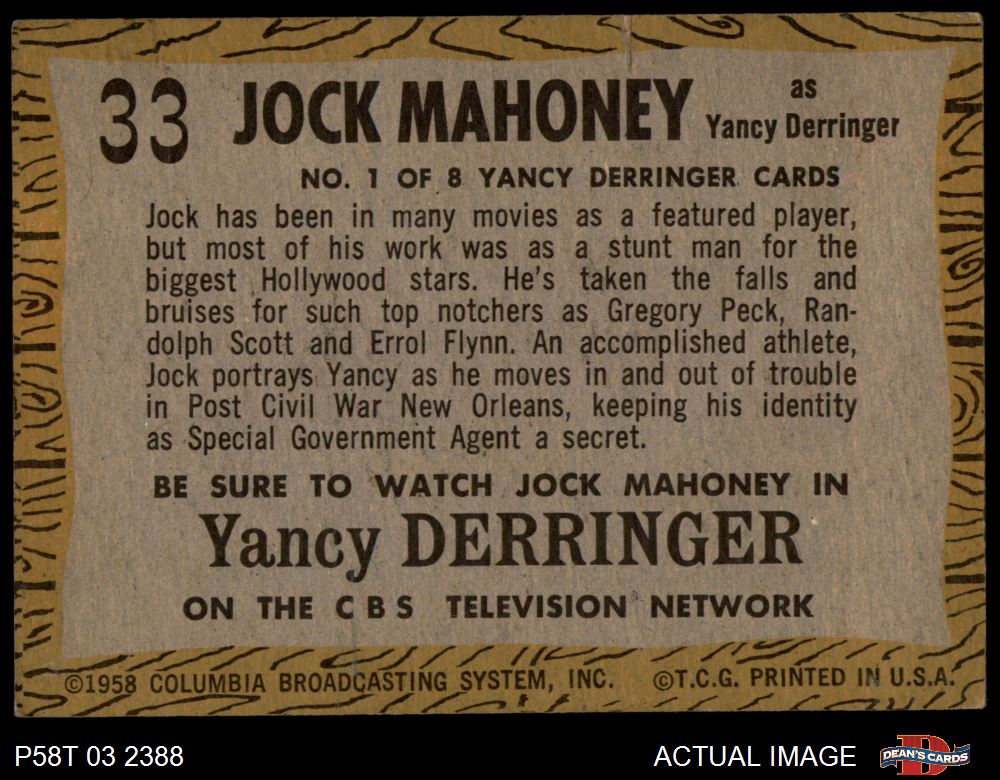 33 JOCK MAHONEY as Yancy Derringer
NO. 1 OF 8 YANCY DERRINGER CARDS
Jock has been in many movies as a featured player,
but most of his work was as a stunt man for the
biggest Hollywood stars. He's taken the falls and
bruises for such top notchers as Gregory Peck, Ran-
dolph Scott and Errol Flynn. An accomplished athlete,
Jock portrays Yancy as he moves in and out of trouble
in Post Civil War New Orleans, keeping his identity
as Special Government Agent a secret.
BE SURE TO WATCH JOCK MAHONEY IN
Yancy DERRINGER
ON THE CBS TELEVISION NETWORK
©1958 COLUMBIA BROADCASTING SYSTEM, INC. ©T.C.G. PRINTED IN U.S.A.
P58T 03 2388 ACTUAL IMAGE DEAN'S CARDS